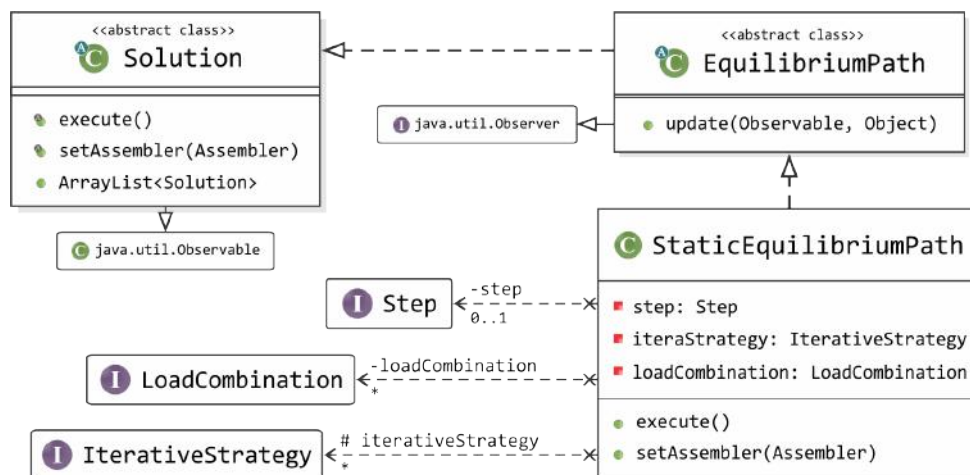 <<abstract class>>
A C Solution
execute()
setAssembler(Assembler)
ArrayList<Solution>
C java.util.Observable
<<abstract class>>
A C EquilibriumPath
update(Observable, Object)
I java.util.Observer
C StaticEquilibriumPath
step: Step
iteraStrategy: IterativeStrategy
loadCombination: LoadCombination
execute()
setAssembler(Assembler)
I Step
-step
0..1
I LoadCombination
-loadCombination
*
I IterativeStrategy
# iterativeStrategy
*